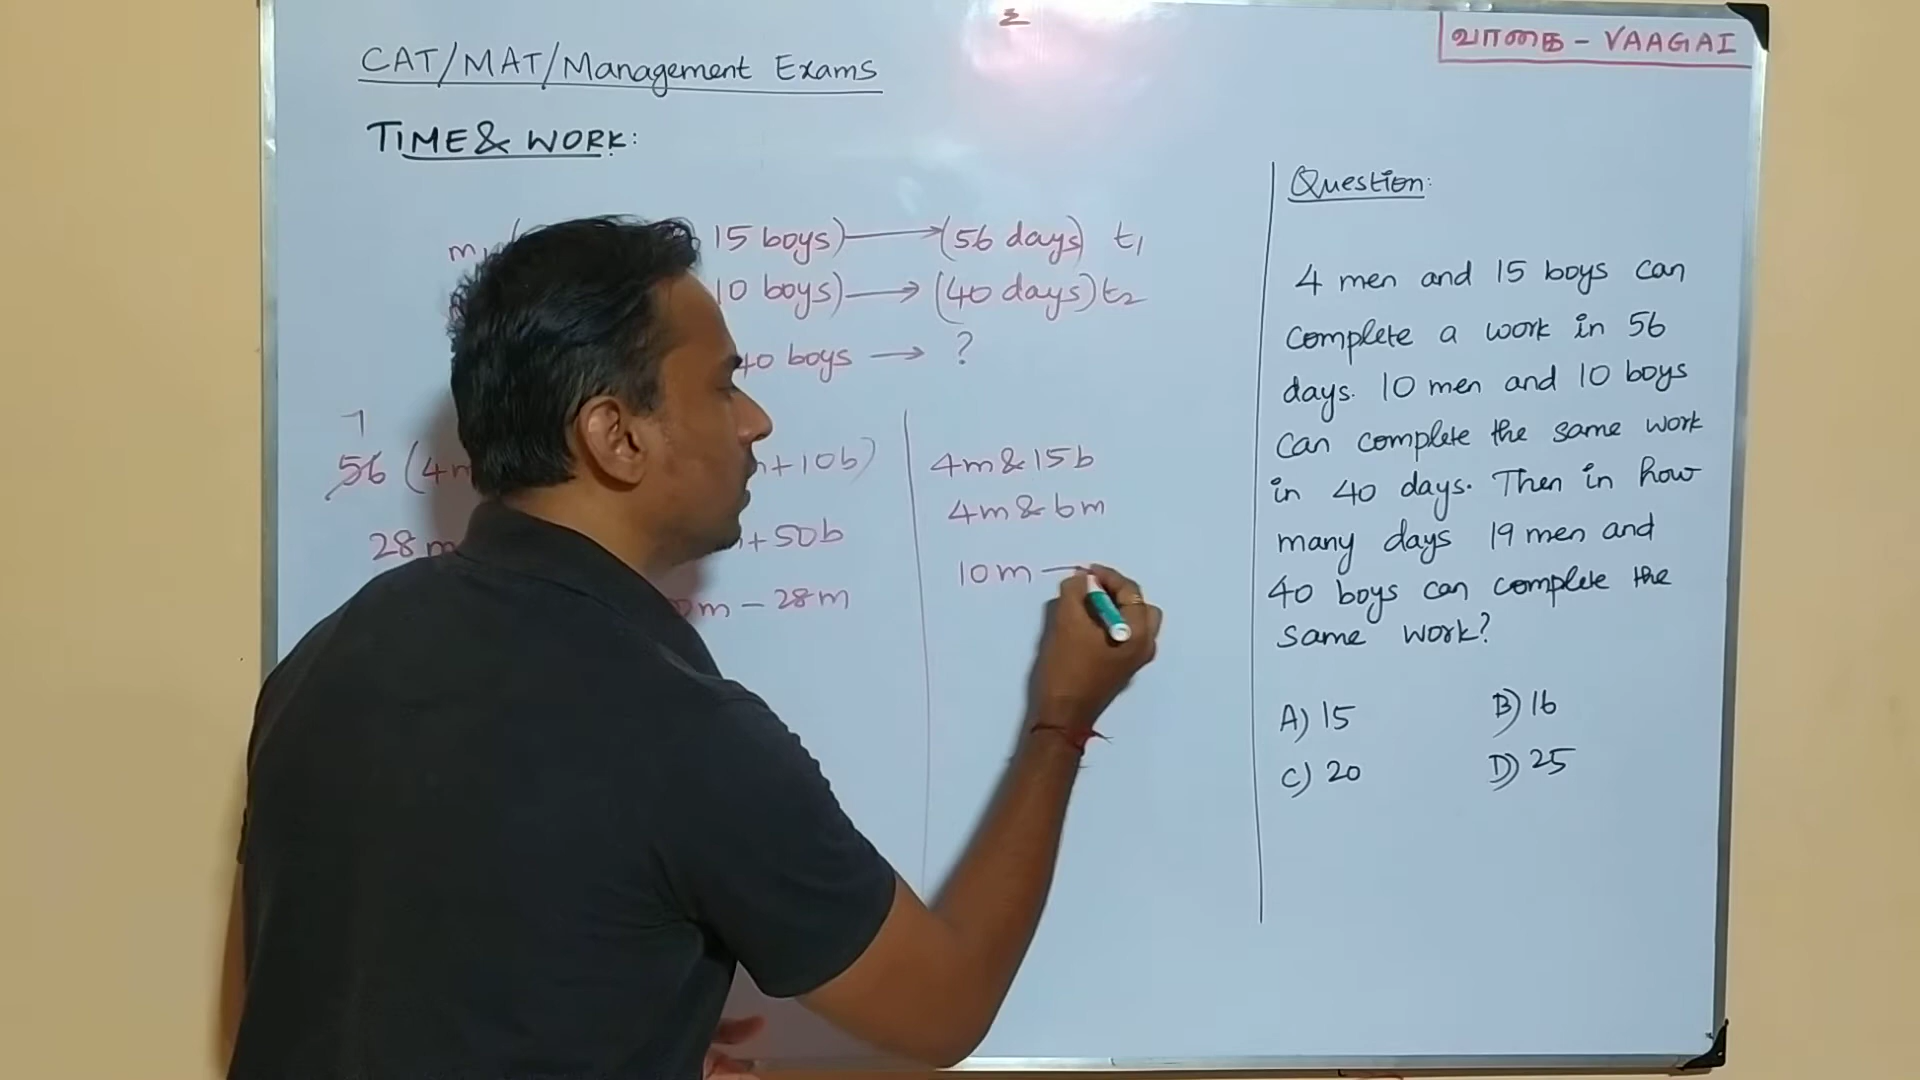 வாகை - VAAGAI
CAT/MAT/Management Exams
TIME & WORK:
m1 ( 15 boys) → (56 days) t1
10 boys) → (40 days) t2
40 boys → ?
7
56 (4m +10b)
28m +50b
m - 28m
4m & 15b
4m & 6m
10m —
Question:
4 men and 15 boys can
complete a work in 56
days. 10 men and 10 boys
can complete the same work
in 40 days. Then in how
many days 19 men and
40 boys can complete the
same work?
A) 15 B) 16
C) 20 D) 25